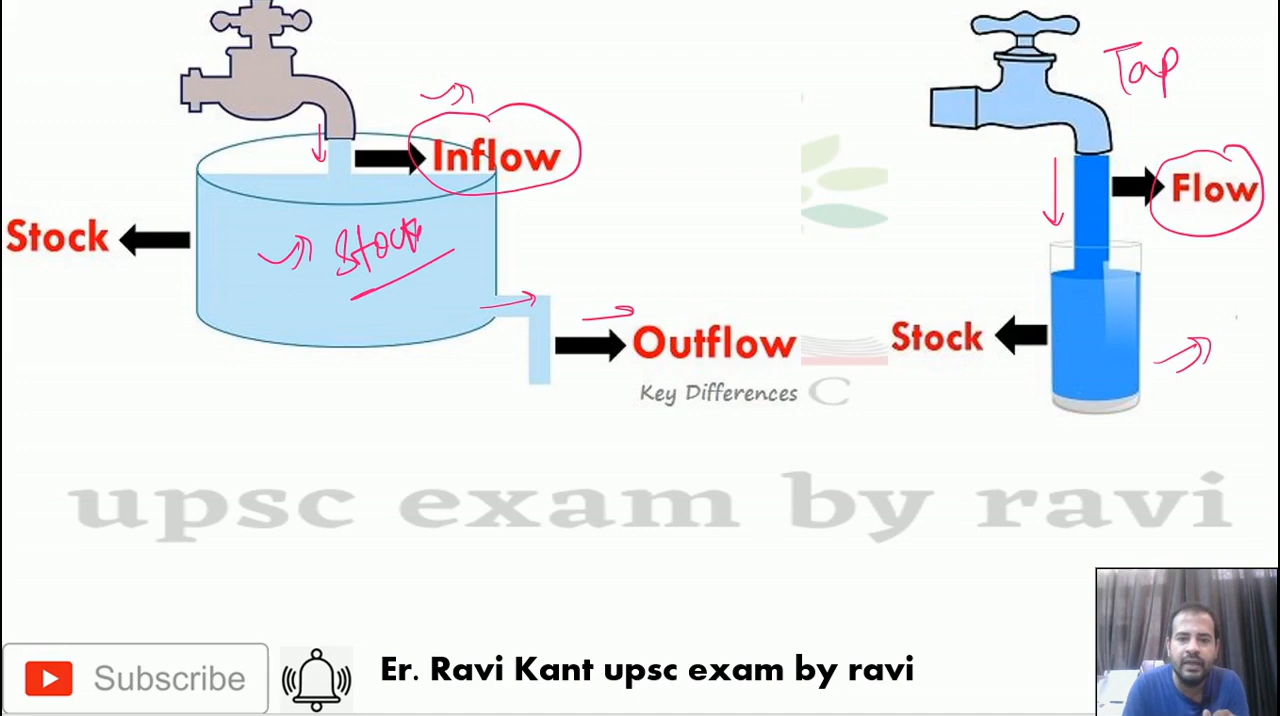 Tap
Inflow
Flow
Stock
Stock
Outflow
Stock
Key Differences
C
upsc exam by ravi
Subscribe
Er. Ravi Kant upsc exam by ravi